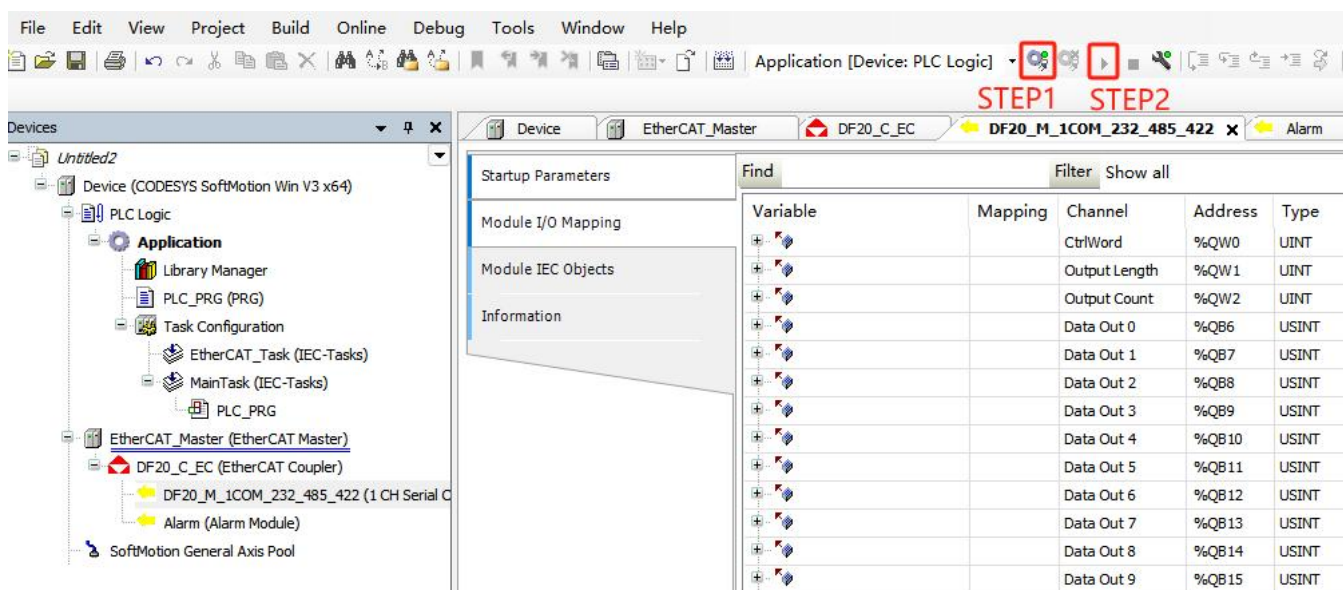 File Edit View Project Build Online Debug Tools Window Help
Application [Device: PLC Logic]
STEP1 STEP2
Devices
Device EtherCAT_Master DF20_C_EC DF20_M_1COM_232_485_422 Alarm
Untitled2
Device (CODESYS SoftMotion Win V3 x64)
PLC Logic
Application
Library Manager
PLC_PRG (PRG)
Task Configuration
EtherCAT_Task (IEC-Tasks)
MainTask (IEC-Tasks)
PLC_PRG
EtherCAT_Master (EtherCAT Master)
DF20_C_EC (EtherCAT Coupler)
DF20_M_1COM_232_485_422 (1 CH Serial C
Alarm (Alarm Module)
SoftMotion General Axis Pool
Startup Parameters
Module I/O Mapping
Module IEC Objects
Information
Find Filter Show all
Variable Mapping Channel Address Type
CtrlWord %QW0 UINT
Output Length %QW1 UINT
Output Count %QW2 UINT
Data Out 0 %QB6 USINT
Data Out 1 %QB7 USINT
Data Out 2 %QB8 USINT
Data Out 3 %QB9 USINT
Data Out 4 %QB10 USINT
Data Out 5 %QB11 USINT
Data Out 6 %QB12 USINT
Data Out 7 %QB13 USINT
Data Out 8 %QB14 USINT
Data Out 9 %QB15 USINT